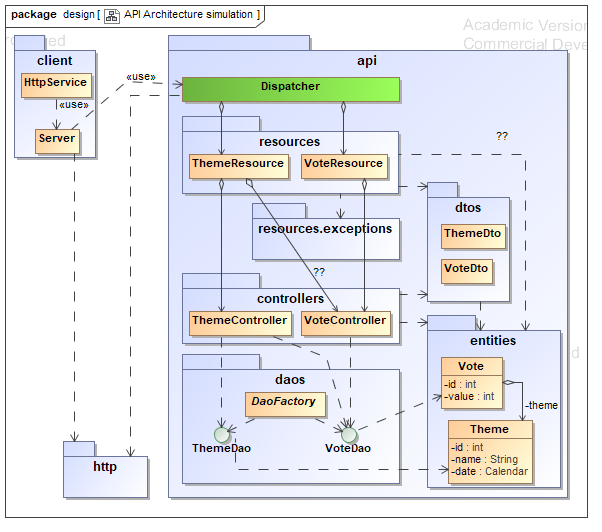 package design [ API Architecture simulation ]
Academic Version
Commercial Deve
client
HttpService
«use»
Server
«use»
api
Dispatcher
resources
ThemeResource
VoteResource
??
resources.exceptions
dtos
ThemeDto
VoteDto
??
controllers
ThemeController
VoteController
entities
Vote
-id : int
-value : int
-theme
Theme
-id : int
-name : String
-date : Calendar
daos
DaoFactory
ThemeDao
VoteDao
http